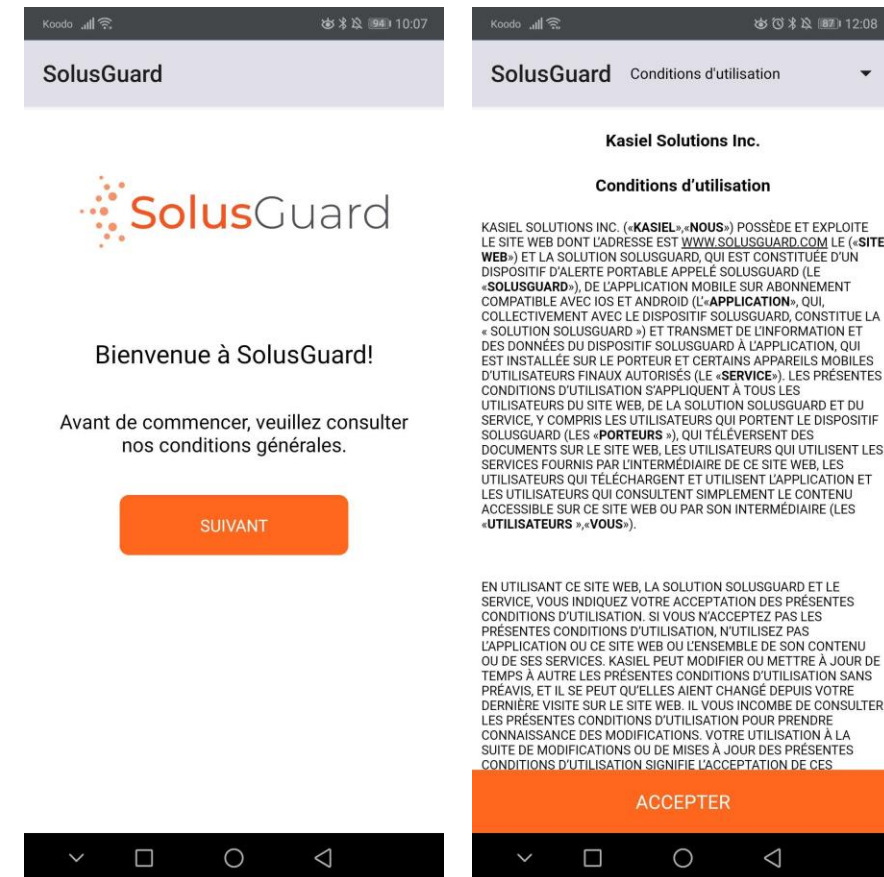 Koodo 94 10:07
SolusGuard
SolusGuard
Bienvenue à SolusGuard!
Avant de commencer, veuillez consulter
nos conditions générales.
SUIVANT
Koodo 87 12:08
SolusGuard Conditions d'utilisation
Kasiel Solutions Inc.
Conditions d’utilisation
KASIEL SOLUTIONS INC. («KASIEL»,«NOUS») POSSÈDE ET EXPLOITE
LE SITE WEB DONT L’ADRESSE EST WWW.SOLUSGUARD.COM LE («SITE
WEB») ET LA SOLUTION SOLUSGUARD, QUI EST CONSTITUÉE D’UN
DISPOSITIF D’ALERTE PORTABLE APPELÉ SOLUSGUARD (LE
«SOLUSGUARD»), DE L’APPLICATION MOBILE SUR ABONNEMENT
COMPATIBLE AVEC IOS ET ANDROID (L’«APPLICATION», QUI,
COLLECTIVEMENT AVEC LE DISPOSITIF SOLUSGUARD, CONSTITUE LA
« SOLUTION SOLUSGUARD ») ET TRANSMET DE L’INFORMATION ET
DES DONNÉES DU DISPOSITIF SOLUSGUARD À L’APPLICATION, QUI
EST INSTALLÉE SUR LE PORTEUR ET CERTAINS APPAREILS MOBILES
D’UTILISATEURS FINAUX AUTORISÉS (LE «SERVICE»). LES PRÉSENTES
CONDITIONS D’UTILISATION S’APPLIQUENT À TOUS LES
UTILISATEURS DU SITE WEB, DE LA SOLUTION SOLUSGUARD ET DU
SERVICE, Y COMPRIS LES UTILISATEURS QUI PORTENT LE DISPOSITIF
SOLUSGUARD (LES «PORTEURS »), QUI TÉLÉVERSENT DES
DOCUMENTS SUR LE SITE WEB, LES UTILISATEURS QUI UTILISENT LES
SERVICES FOURNIS PAR L’INTERMÉDIAIRE DE CE SITE WEB, LES
UTILISATEURS QUI TÉLÉCHARGENT ET UTILISENT L’APPLICATION ET
LES UTILISATEURS QUI CONSULTENT SIMPLEMENT LE CONTENU
ACCESSIBLE SUR CE SITE WEB OU PAR SON INTERMÉDIAIRE (LES
«UTILISATEURS »,«VOUS»).
EN UTILISANT CE SITE WEB, LA SOLUTION SOLUSGUARD ET LE
SERVICE, VOUS INDIQUEZ VOTRE ACCEPTATION DES PRÉSENTES
CONDITIONS D’UTILISATION. SI VOUS N’ACCEPTEZ PAS LES
PRÉSENTES CONDITIONS D’UTILISATION, N’UTILISEZ PAS
L’APPLICATION OU CE SITE WEB OU L’ENSEMBLE DE SON CONTENU
OU DE SES SERVICES. KASIEL PEUT MODIFIER OU METTRE À JOUR DE
TEMPS À AUTRE LES PRÉSENTES CONDITIONS D’UTILISATION SANS
PRÉAVIS, ET IL SE PEUT QU’ELLES AIENT CHANGÉ DEPUIS VOTRE
DERNIÈRE VISITE SUR LE SITE WEB. IL VOUS INCOMBE DE CONSULTER
LES PRÉSENTES CONDITIONS D’UTILISATION POUR PRENDRE
CONNAISSANCE DES MODIFICATIONS. VOTRE UTILISATION À LA
SUITE DE MODIFICATIONS OU DE MISES À JOUR DES PRÉSENTES
CONDITIONS D’UTILISATION SIGNIFIE L’ACCEPTATION DE CES
ACCEPTER